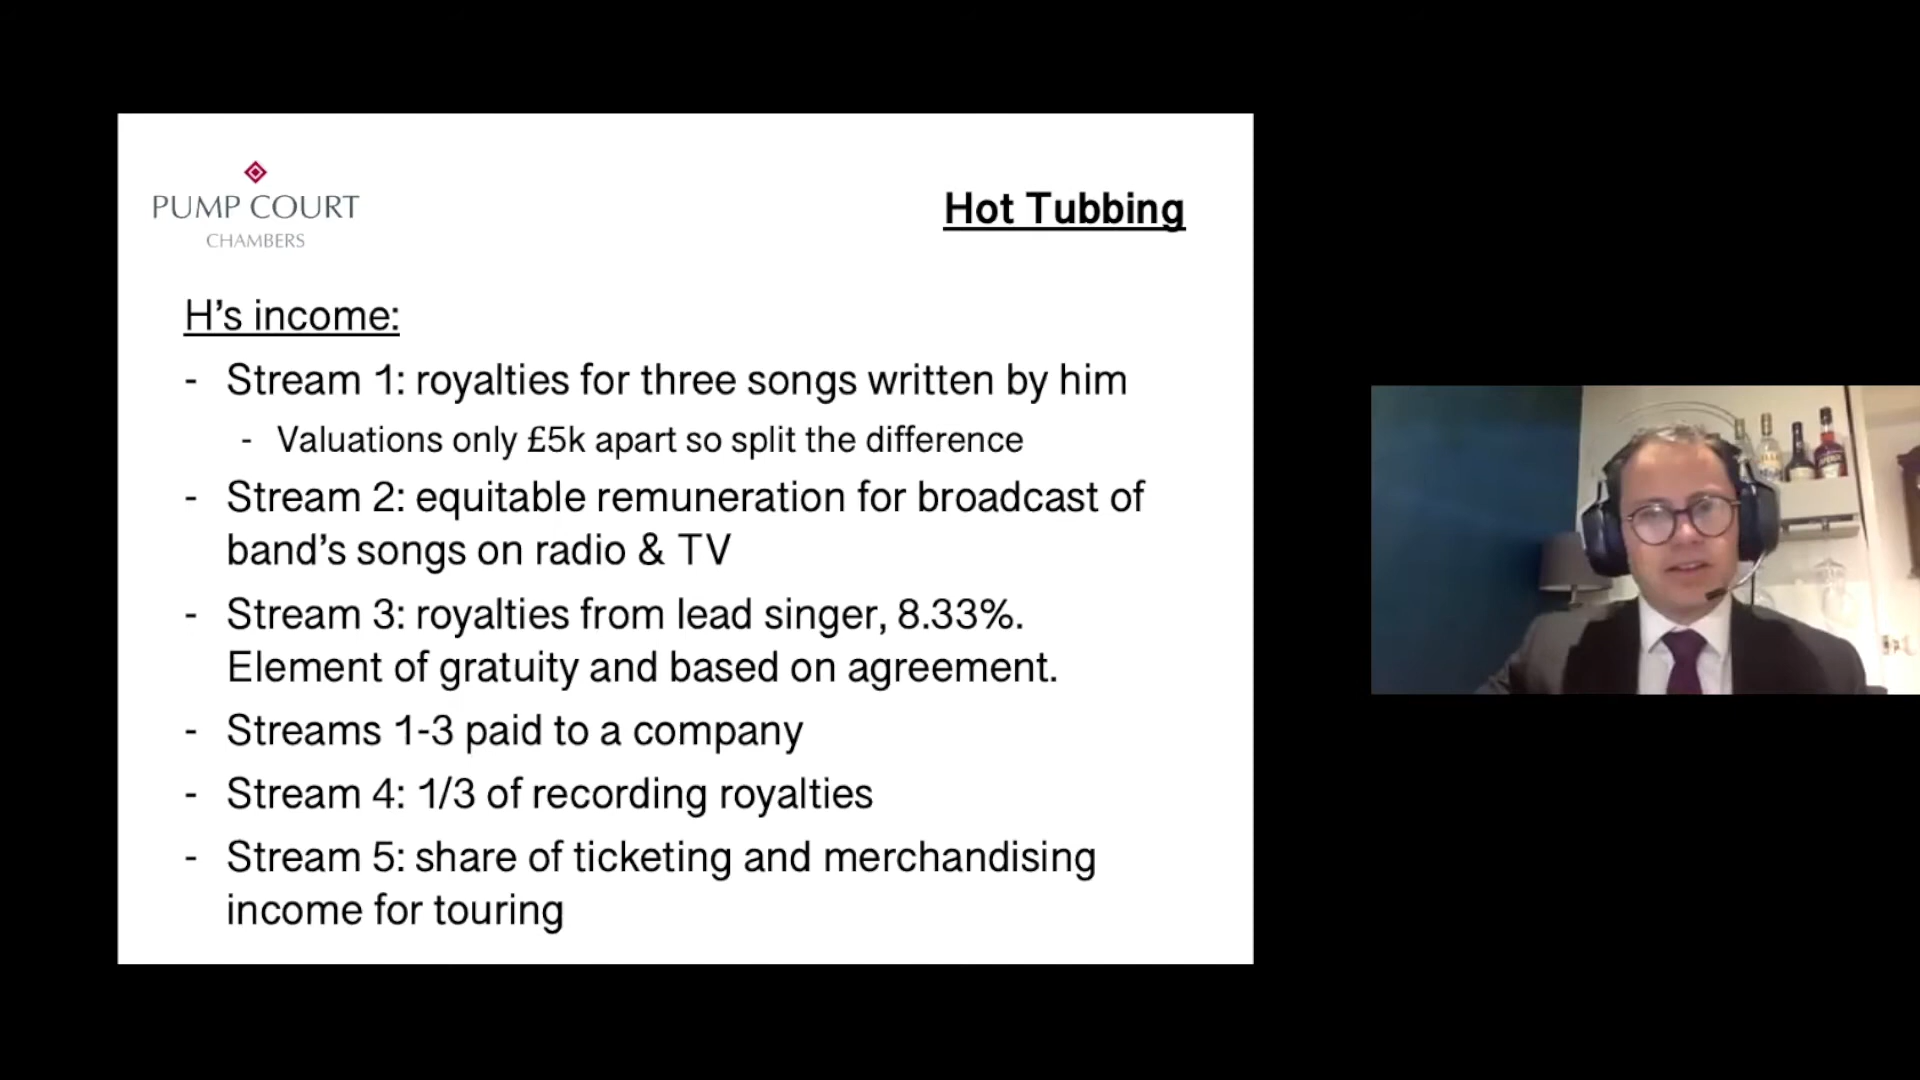 PUMP COURT
CHAMBERS
Hot Tubbing
H's income:
- Stream 1: royalties for three songs written by him
- Valuations only £5k apart so split the difference
- Stream 2: equitable remuneration for broadcast of
band's songs on radio & TV
- Stream 3: royalties from lead singer, 8.33%.
Element of gratuity and based on agreement.
- Streams 1-3 paid to a company
- Stream 4: 1/3 of recording royalties
- Stream 5: share of ticketing and merchandising
income for touring